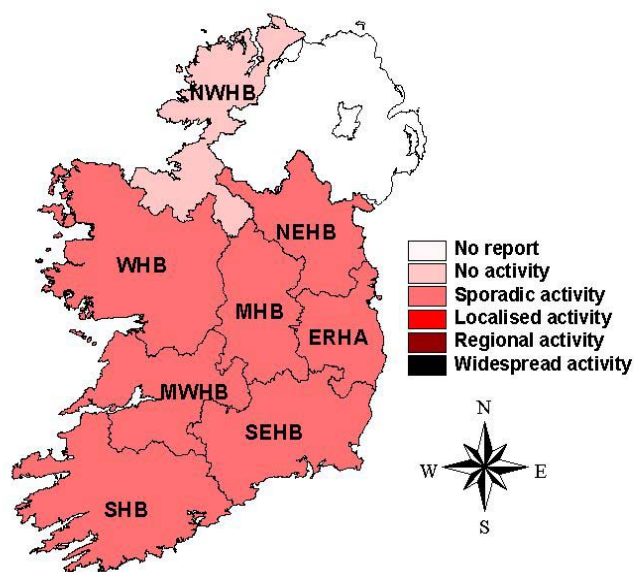 NWHB
NEHB
WHB
MHB
ERHA
MWHB
SEHB
SHB
No report
No activity
Sporadic activity
Localised activity
Regional activity
Widespread activity
N
W
E
S